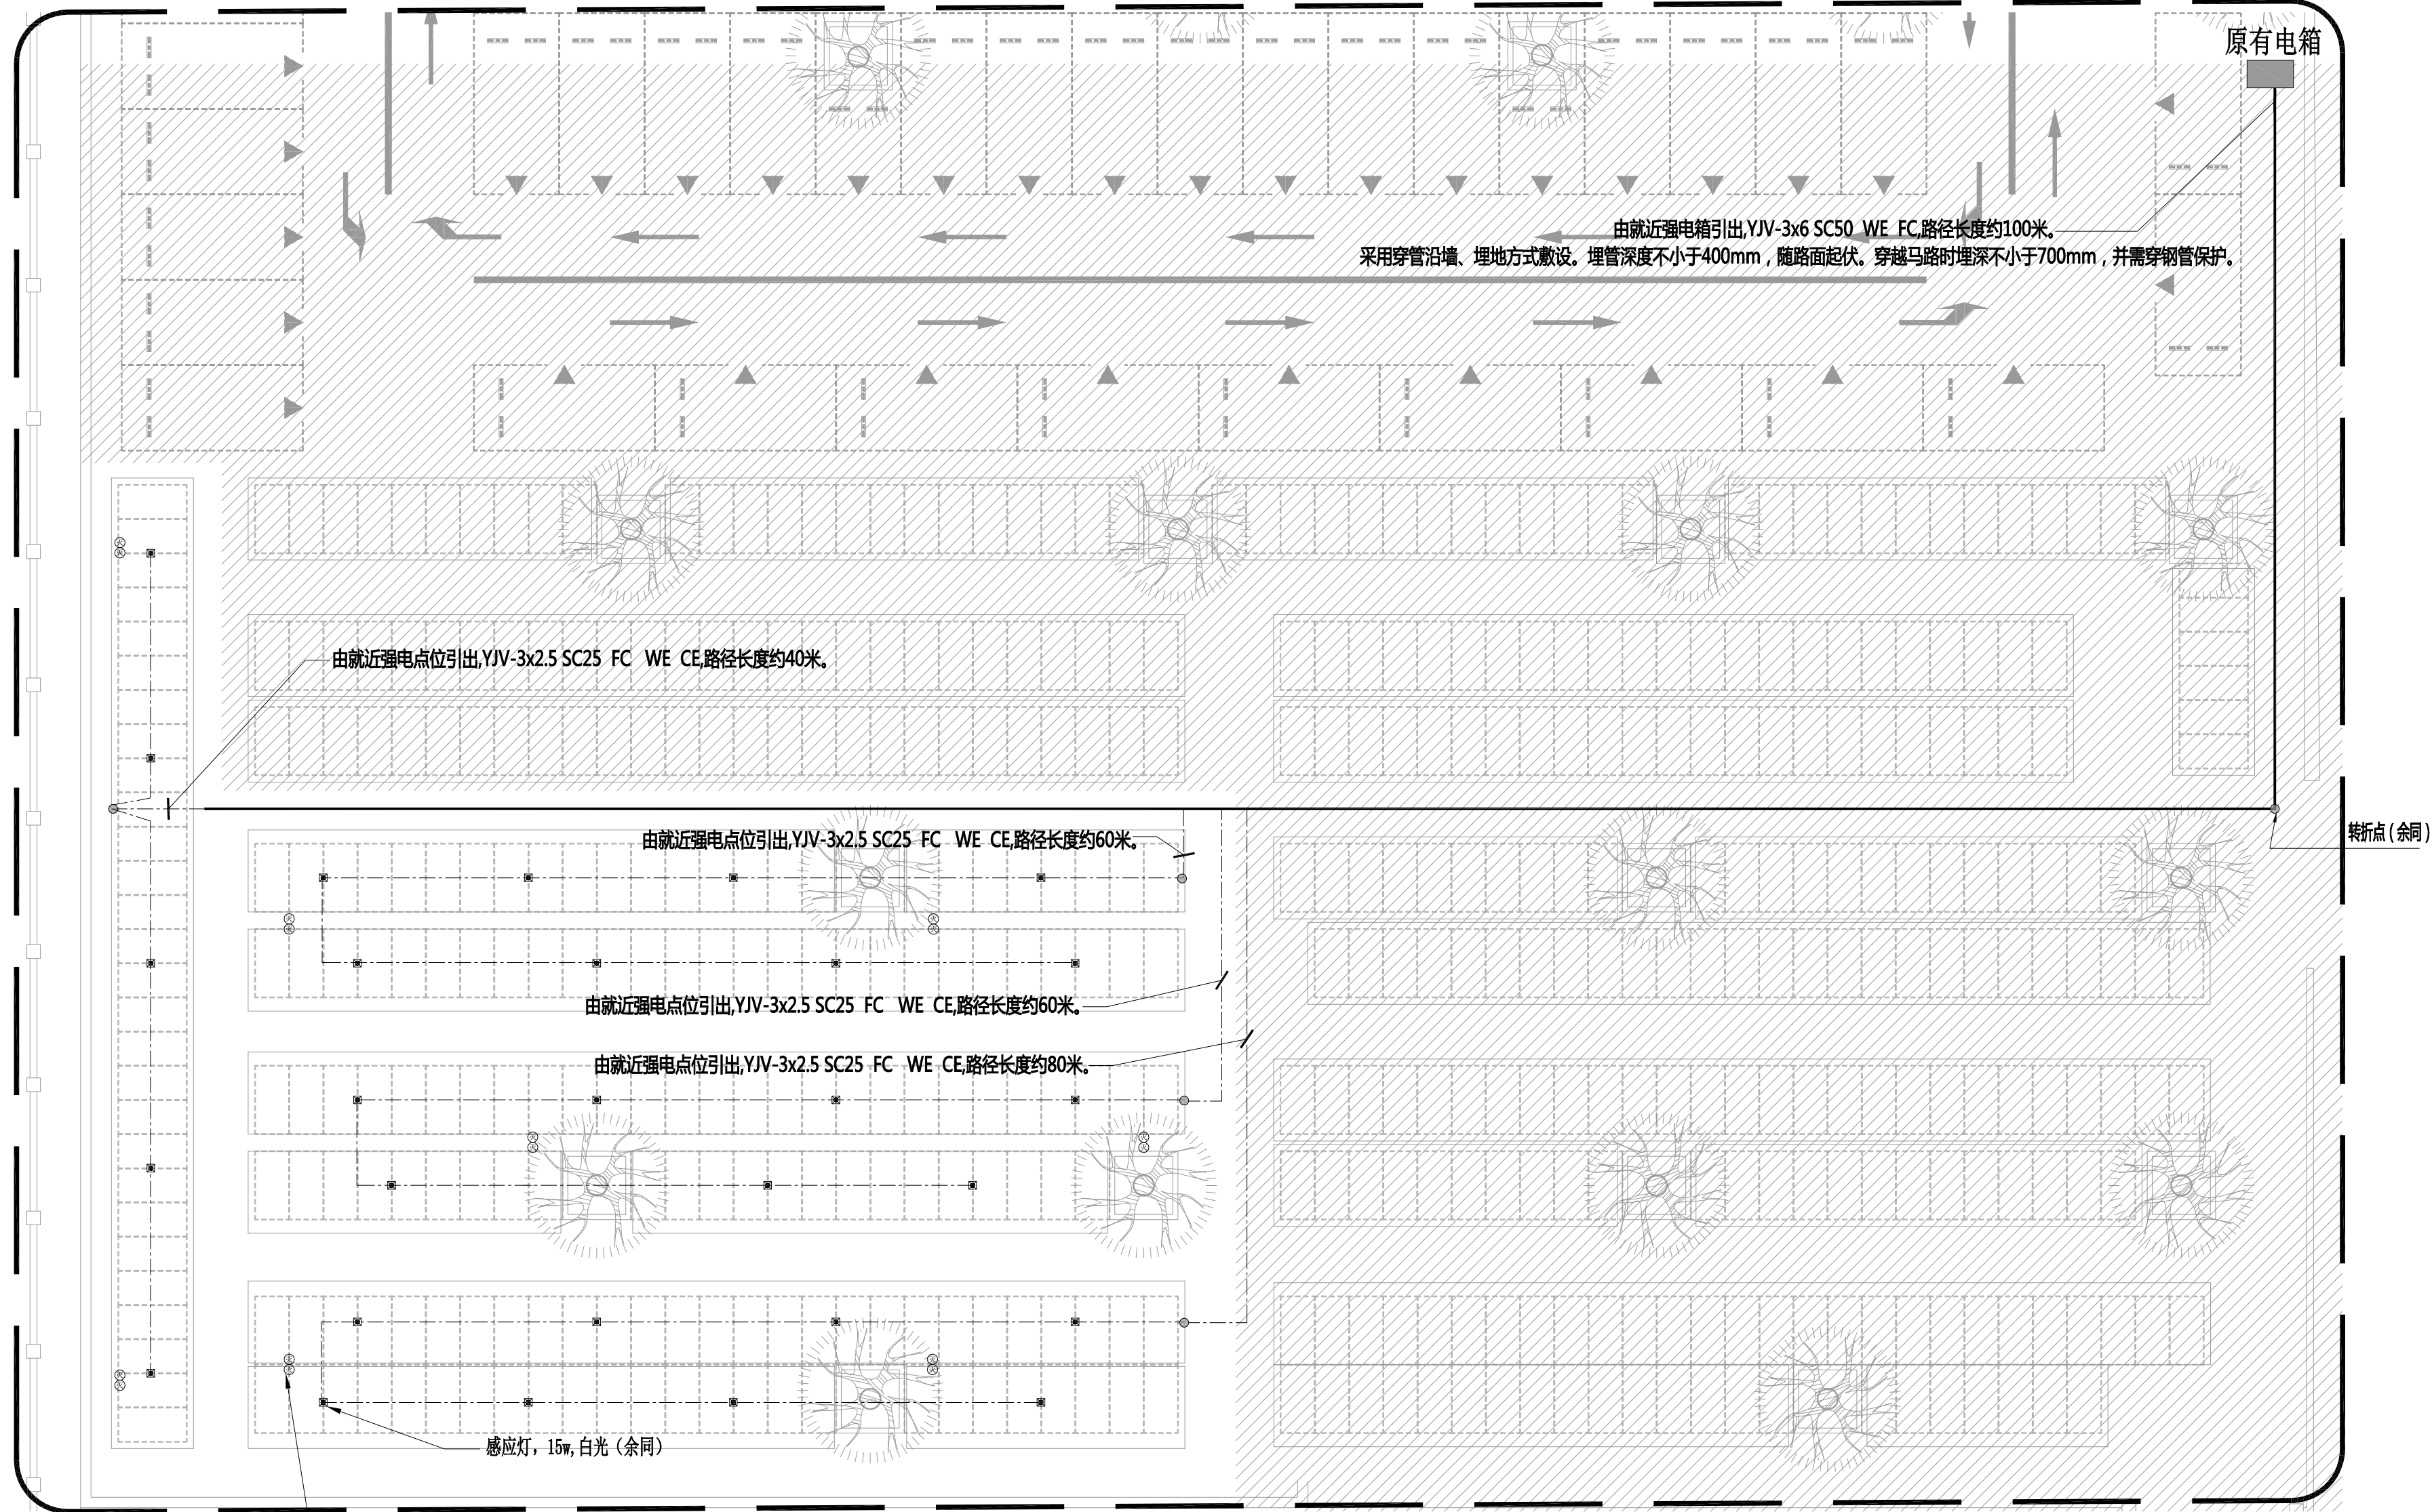 原有电箱
由就近强电箱引出,YJV-3x6 SC50 WE FC,路径长度约100米。
采用穿管沿墙、埋地方式敷设。埋管深度不小于400mm，随路面起伏。穿越马路时埋深不小于700mm，并需穿钢管保护。
由就近强电点位引出,YJV-3x2.5 SC25 FC WE CE,路径长度约40米。
转折点（余同）
由就近强电点位引出,YJV-3x2.5 SC25 FC WE CE,路径长度约60米。
由就近强电点位引出,YJV-3x2.5 SC25 FC WE CE,路径长度约60米。
由就近强电点位引出,YJV-3x2.5 SC25 FC WE CE,路径长度约80米。
感应灯，15w,白光（余同）